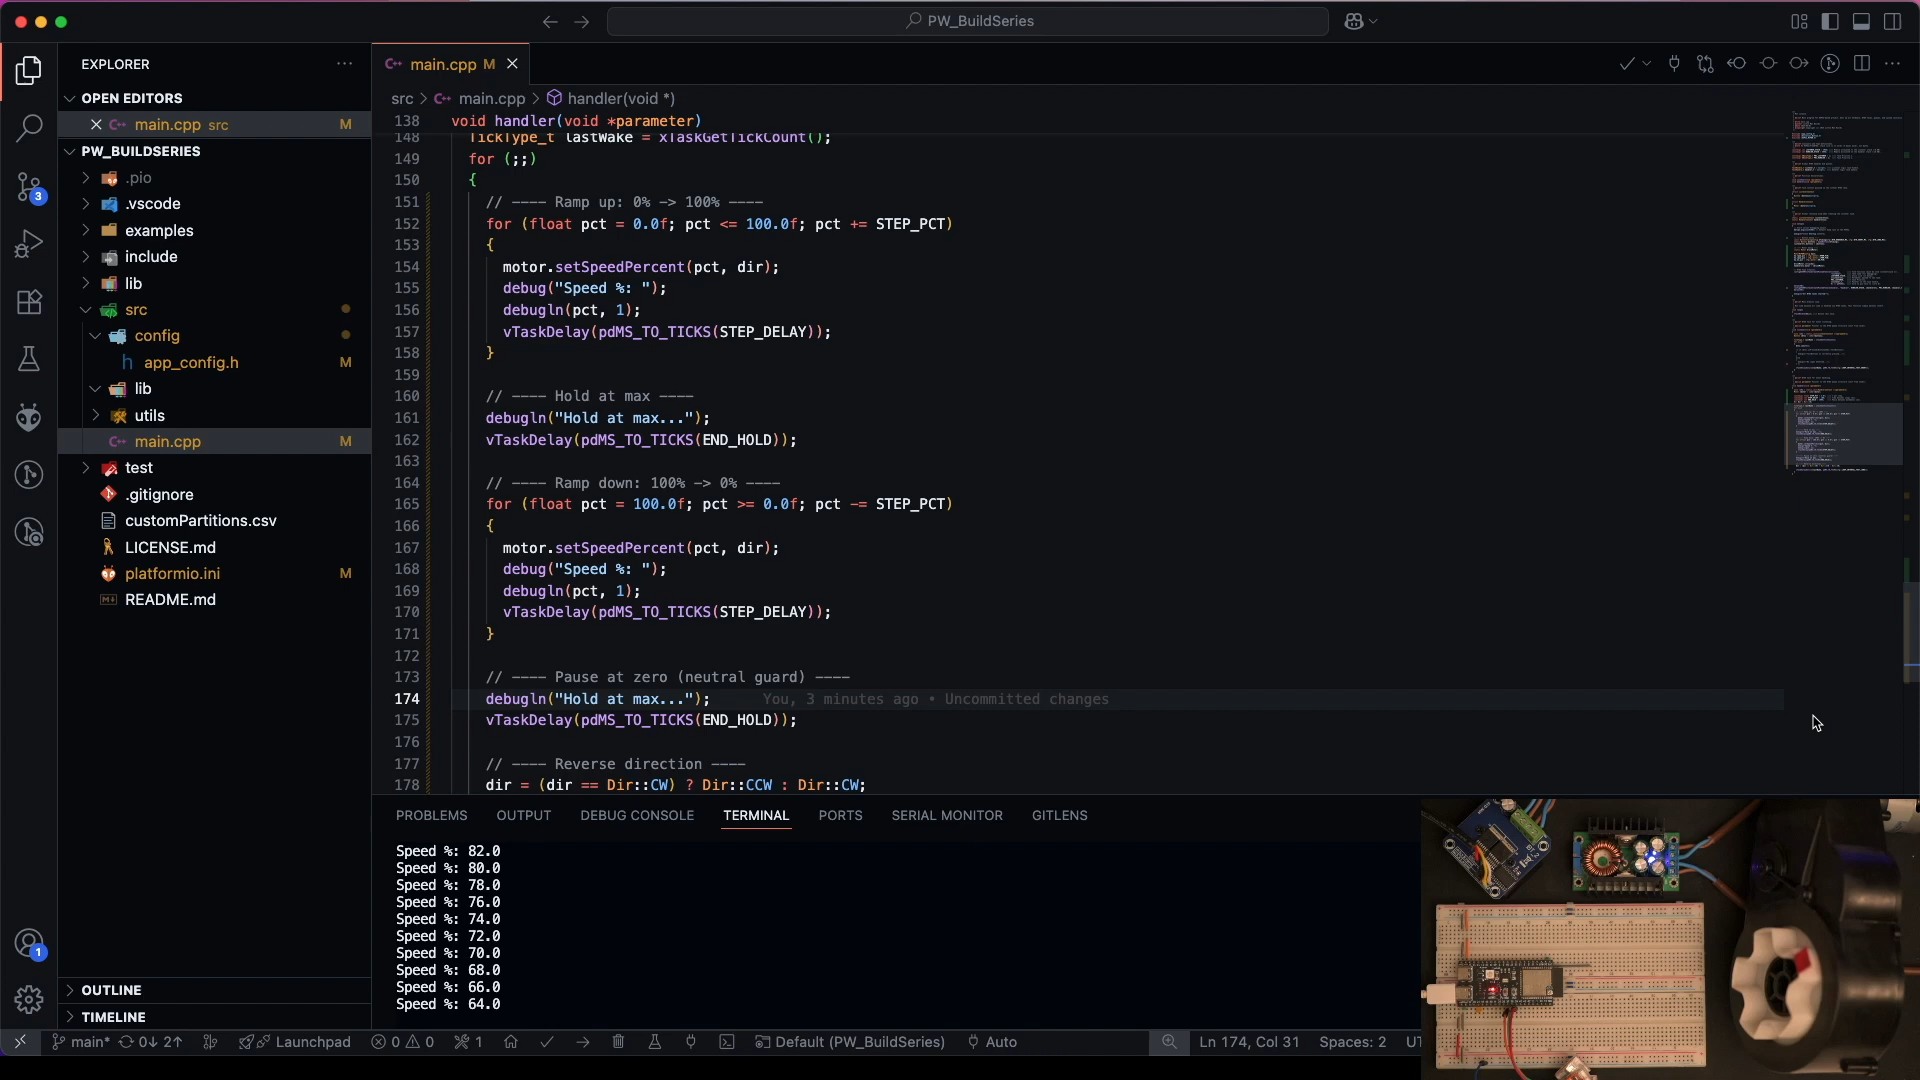 PW_BuildSeries
EXPLORER
OPEN EDITORS
main.cpp src M
PW_BUILDSERIES
.pio
.vscode
examples
include
lib
src
config
app_config.h M
lib
utils
main.cpp M
test
.gitignore
customPartitions.csv
LICENSE.md
platformio.ini M
README.md
OUTLINE
TIMELINE
3
1
main.cpp M
src > main.cpp > handler(void *)
138 void handler(void *parameter)
148 TickType_t lastWake = xTaskGetTickCount();
149 for (;;)
150 {
151 // ---- Ramp up: 0% -> 100% ----
152 for (float pct = 0.0f; pct <= 100.0f; pct += STEP_PCT)
153 {
154 motor.setSpeedPercent(pct, dir);
155 debug("Speed %: ");
156 debugln(pct, 1);
157 vTaskDelay(pdMS_TO_TICKS(STEP_DELAY));
158 }
159
160 // ---- Hold at max ----
161 debugln("Hold at max...");
162 vTaskDelay(pdMS_TO_TICKS(END_HOLD));
163
164 // ---- Ramp down: 100% -> 0% ----
165 for (float pct = 100.0f; pct >= 0.0f; pct -= STEP_PCT)
166 {
167 motor.setSpeedPercent(pct, dir);
168 debug("Speed %: ");
169 debugln(pct, 1);
170 vTaskDelay(pdMS_TO_TICKS(STEP_DELAY));
171 }
172
173 // ---- Pause at zero (neutral guard) ----
174 debugln("Hold at max..."); You, 3 minutes ago • Uncommitted changes
175 vTaskDelay(pdMS_TO_TICKS(END_HOLD));
176
177 // ---- Reverse direction ----
178 dir = (dir == Dir::CW) ? Dir::CCW : Dir::CW;
PROBLEMS OUTPUT DEBUG CONSOLE TERMINAL PORTS SERIAL MONITOR GITLENS
Speed %: 82.0
Speed %: 80.0
Speed %: 78.0
Speed %: 76.0
Speed %: 74.0
Speed %: 72.0
Speed %: 70.0
Speed %: 68.0
Speed %: 66.0
Speed %: 64.0
main* 0↓ 2↑ Launchpad 0 0 1 Default (PW_BuildSeries) Auto Ln 174, Col 31 Spaces: 2